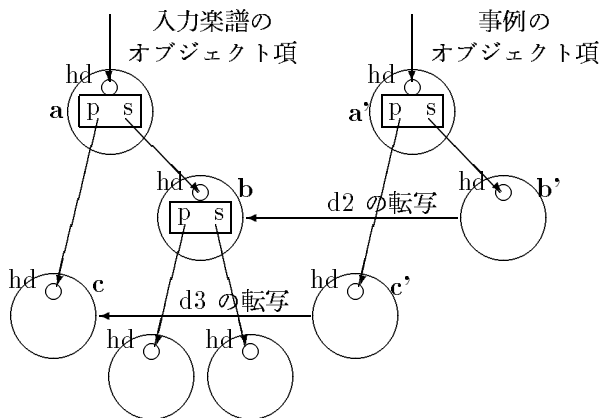 入力楽譜の
オブジェクト項
事例の
オブジェクト項
hd
hd
a
p s
a'
p s
hd
b
hd
b'
p s
d2 の転写
hd
c
hd
c'
d3 の転写
hd
hd